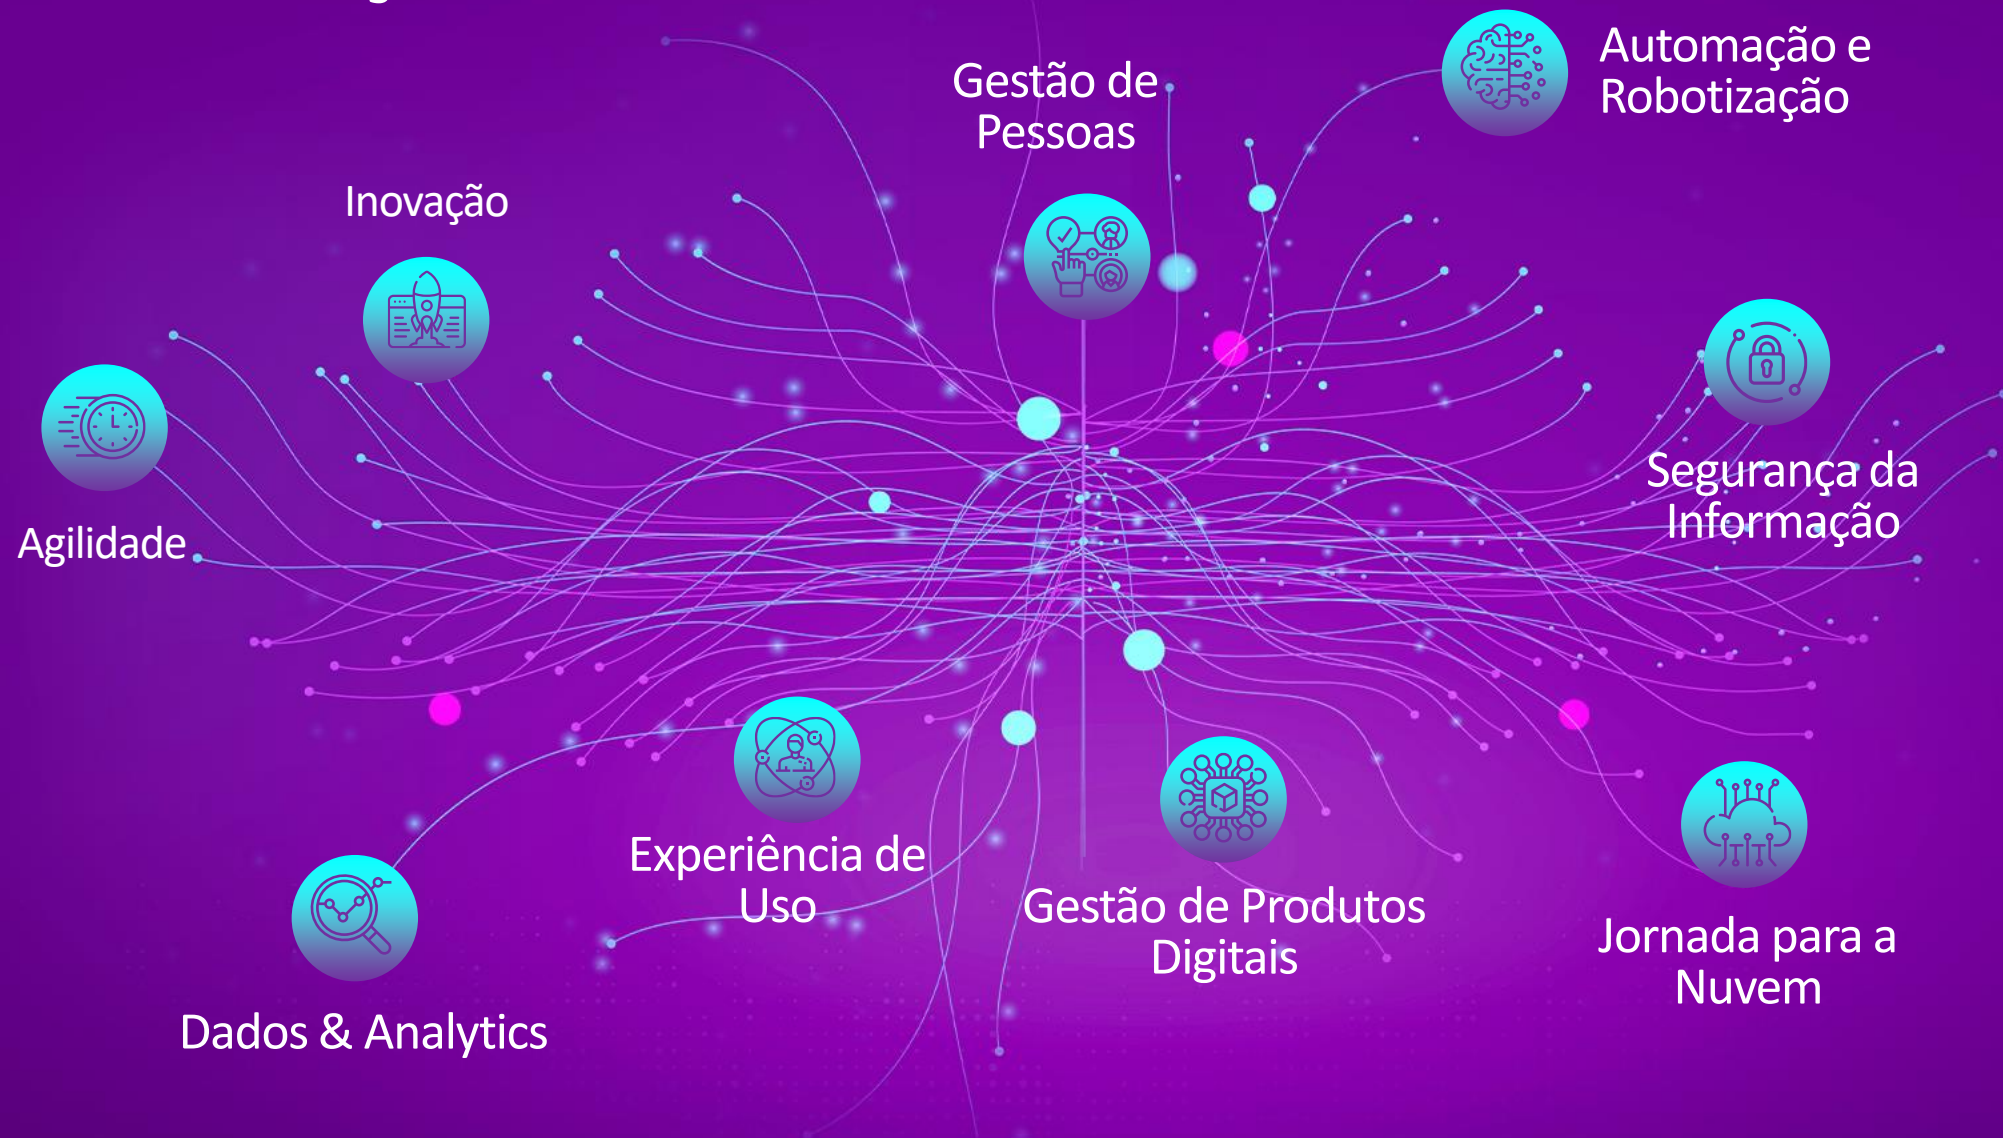 Automação e
Robotização
Gestão de
Pessoas
Inovação
Agilidade
Segurança da
Informação
Experiência de
Uso
Gestão de Produtos
Digitais
Jornada para a
Nuvem
Dados & Analytics